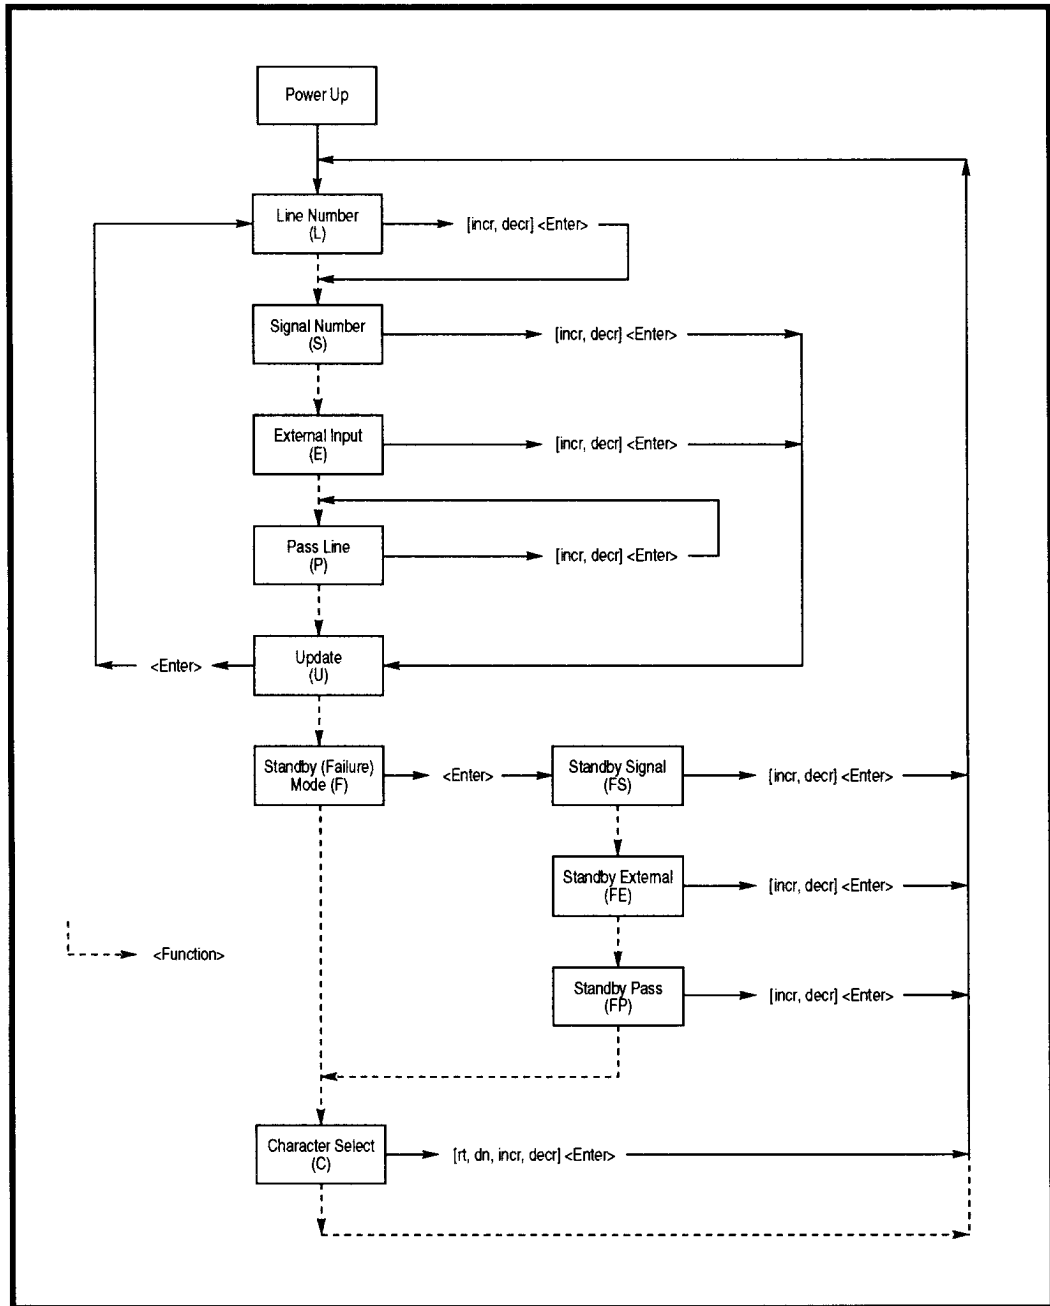 Power Up
Line Number
(L)
[incr, decr] <Enter>
Signal Number
(S)
[incr, decr] <Enter>
External Input
(E)
[incr, decr] <Enter>
Pass Line
(P)
[incr, decr] <Enter>
<Enter>
Update
(U)
Standby (Failure)
Mode (F)
<Enter>
Standby Signal
(FS)
[incr, decr] <Enter>
Standby External
(FE)
[incr, decr] <Enter>
<Function>
Standby Pass
(FP)
[incr, decr] <Enter>
Character Select
(C)
[rt, dn, incr, decr] <Enter>